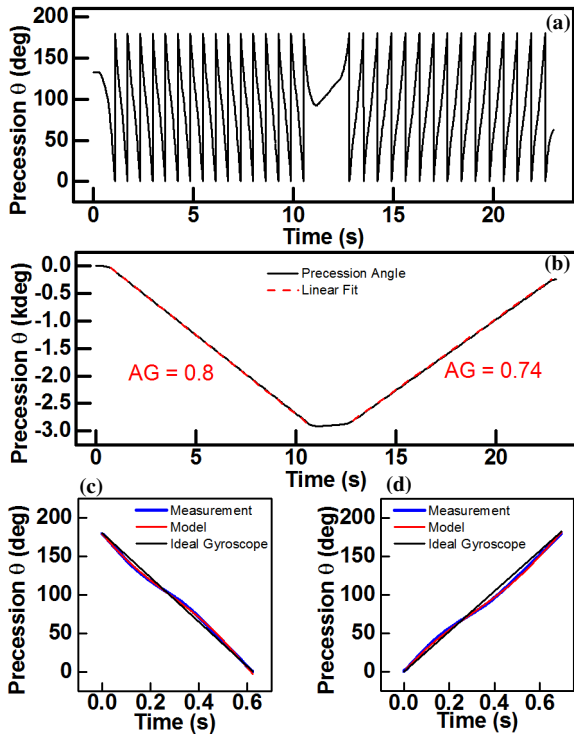 (a)
Precession θ (deg)
200
150
100
50
0
0 5 10 15 20
Time (s)
(b)
Precession θ (kdeg)
0.0
-0.5
-1.0
-1.5
-2.0
-2.5
-3.0
Precession Angle
Linear Fit
AG = 0.8
AG = 0.74
0 5 10 15 20
Time (s)
(c)
Precession θ (deg)
200
150
100
50
0
Measurement
Model
Ideal Gyroscope
0.0 0.2 0.4 0.6
Time (s)
(d)
Precession θ (deg)
200
150
100
50
0
Measurement
Model
Ideal Gyroscope
0.0 0.2 0.4 0.6
Time (s)